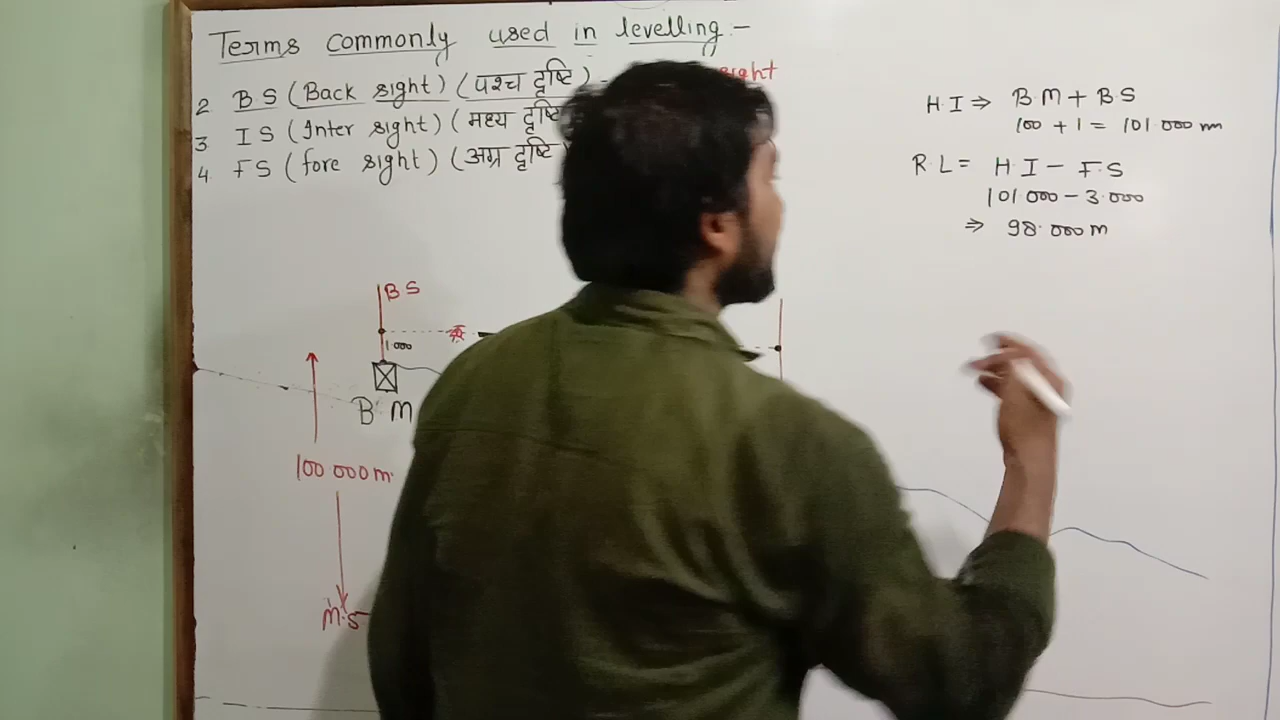 Terms commonly used in levelling :-
2 B S (Back sight) (पश्च दृष्टि) - sight
3 I S (Inter sight) (मध्य दृष्टि
4 F S (fore sight) (अग्र दृष्टि
H.I ⇒ B M + B S
100 + 1 = 101.000 m
R.L = H.I - F.S
101.000 - 3.000
⇒ 98.000 m
B S
1.000
B M
100.000 m.